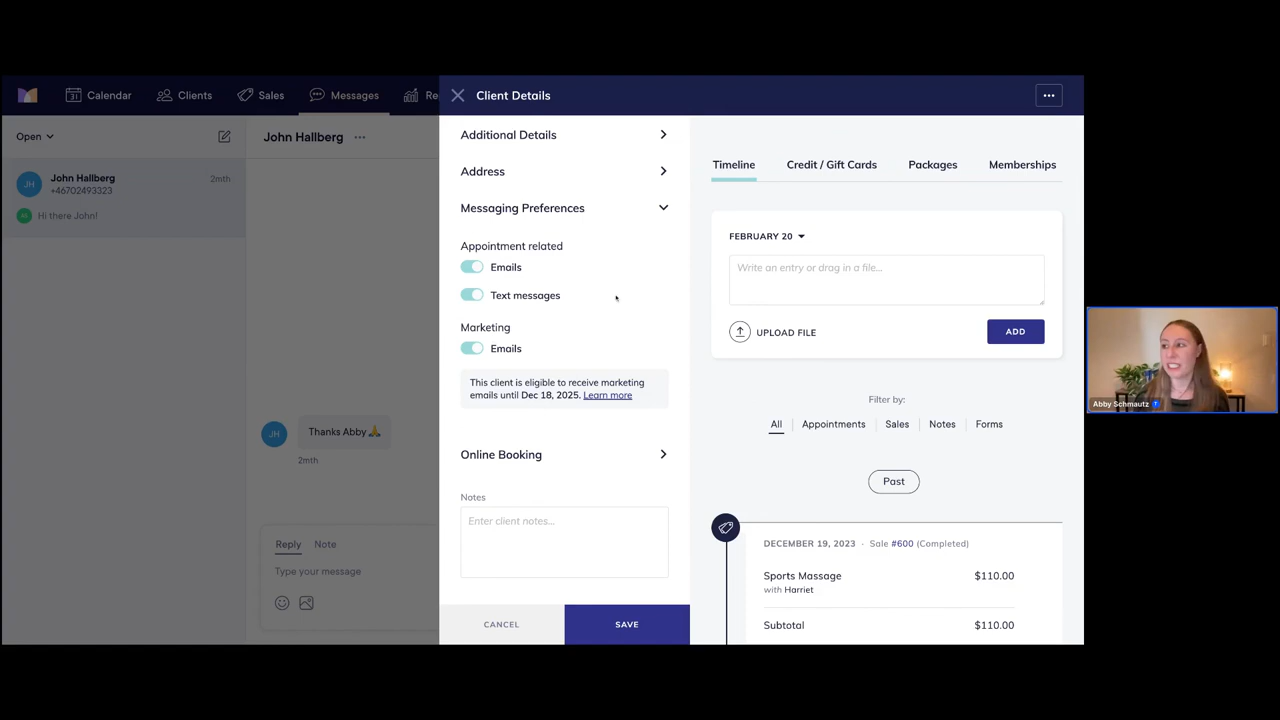 Calendar
Clients
Sales
Messages
Re
Client Details
Open
John Hallberg
John Hallberg
2mth
+46702493323
Hi there John!
JH
JH
Thanks Abby 🙏
2mth
Reply
Note
Type your message
Additional Details
Address
Messaging Preferences
Appointment related
Emails
Text messages
Marketing
Emails
This client is eligible to receive marketing
emails until Dec 18, 2025. Learn more
Online Booking
Notes
Enter client notes...
CANCEL
SAVE
Timeline
Credit / Gift Cards
Packages
Memberships
FEBRUARY 20
Write an entry or drag in a file...
UPLOAD FILE
ADD
Filter by:
All
Appointments
Sales
Notes
Forms
Past
DECEMBER 19, 2023 - Sale #600 (Completed)
Sports Massage
$110.00
with Harriet
Subtotal
$110.00
Abby Schmautz